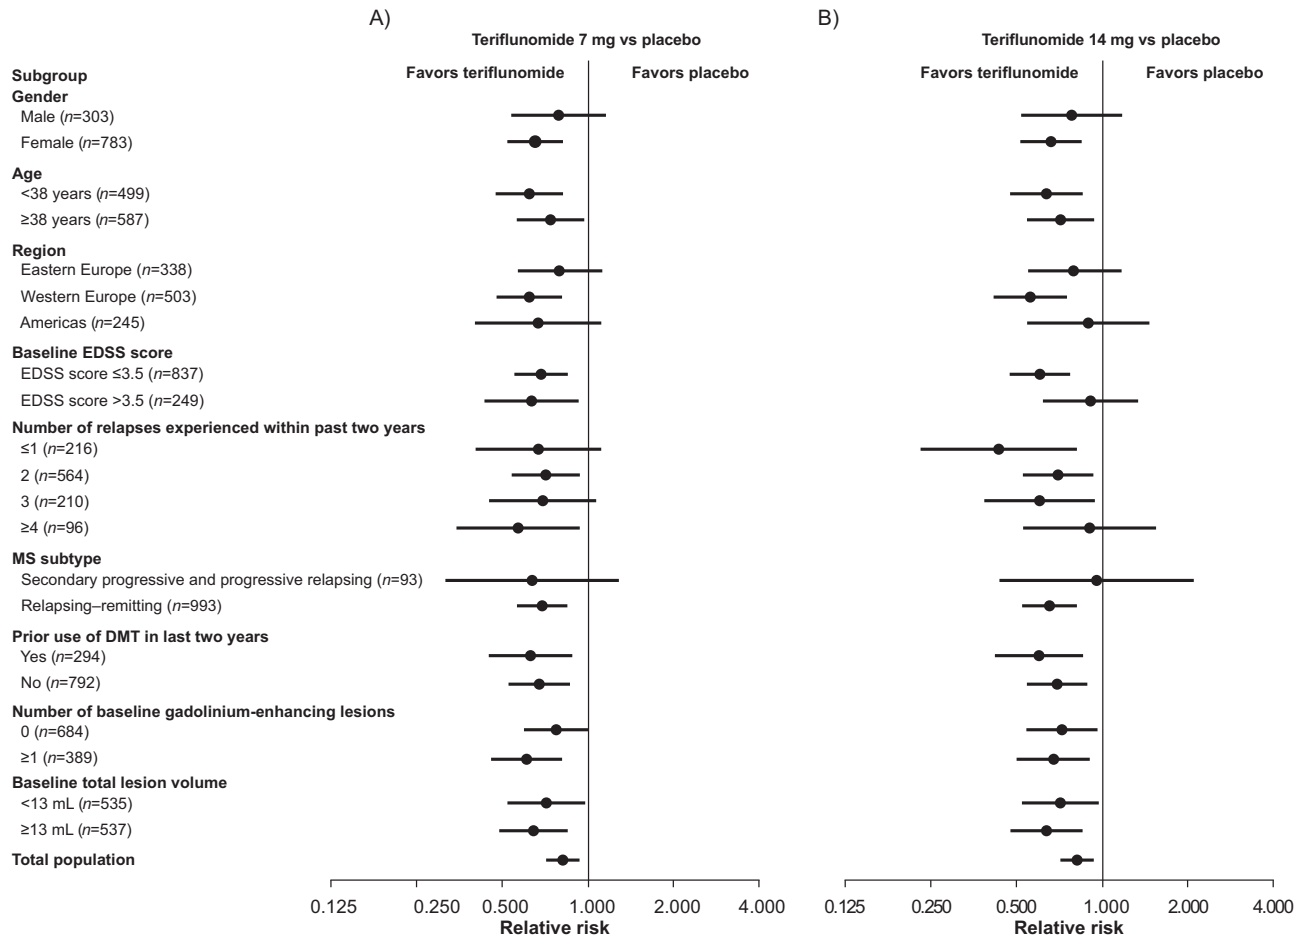 A)
B)
Teriflunomide 7 mg vs placebo
Teriflunomide 14 mg vs placebo
Favors teriflunomide
Favors placebo
Favors teriflunomide
Favors placebo
Subgroup
Gender
Male (n=303)
Female (n=783)
Age
<38 years (n=499)
≥38 years (n=587)
Region
Eastern Europe (n=338)
Western Europe (n=503)
Americas (n=245)
Baseline EDSS score
EDSS score ≤3.5 (n=837)
EDSS score >3.5 (n=249)
Number of relapses experienced within past two years
≤1 (n=216)
2 (n=564)
3 (n=210)
≥4 (n=96)
MS subtype
Secondary progressive and progressive relapsing (n=93)
Relapsing–remitting (n=993)
Prior use of DMT in last two years
Yes (n=294)
No (n=792)
Number of baseline gadolinium-enhancing lesions
0 (n=684)
≥1 (n=389)
Baseline total lesion volume
<13 mL (n=535)
≥13 mL (n=537)
Total population
0.125 0.250 0.500 1.000 2.000 4.000
0.125 0.250 0.500 1.000 2.000 4.000
Relative risk
Relative risk